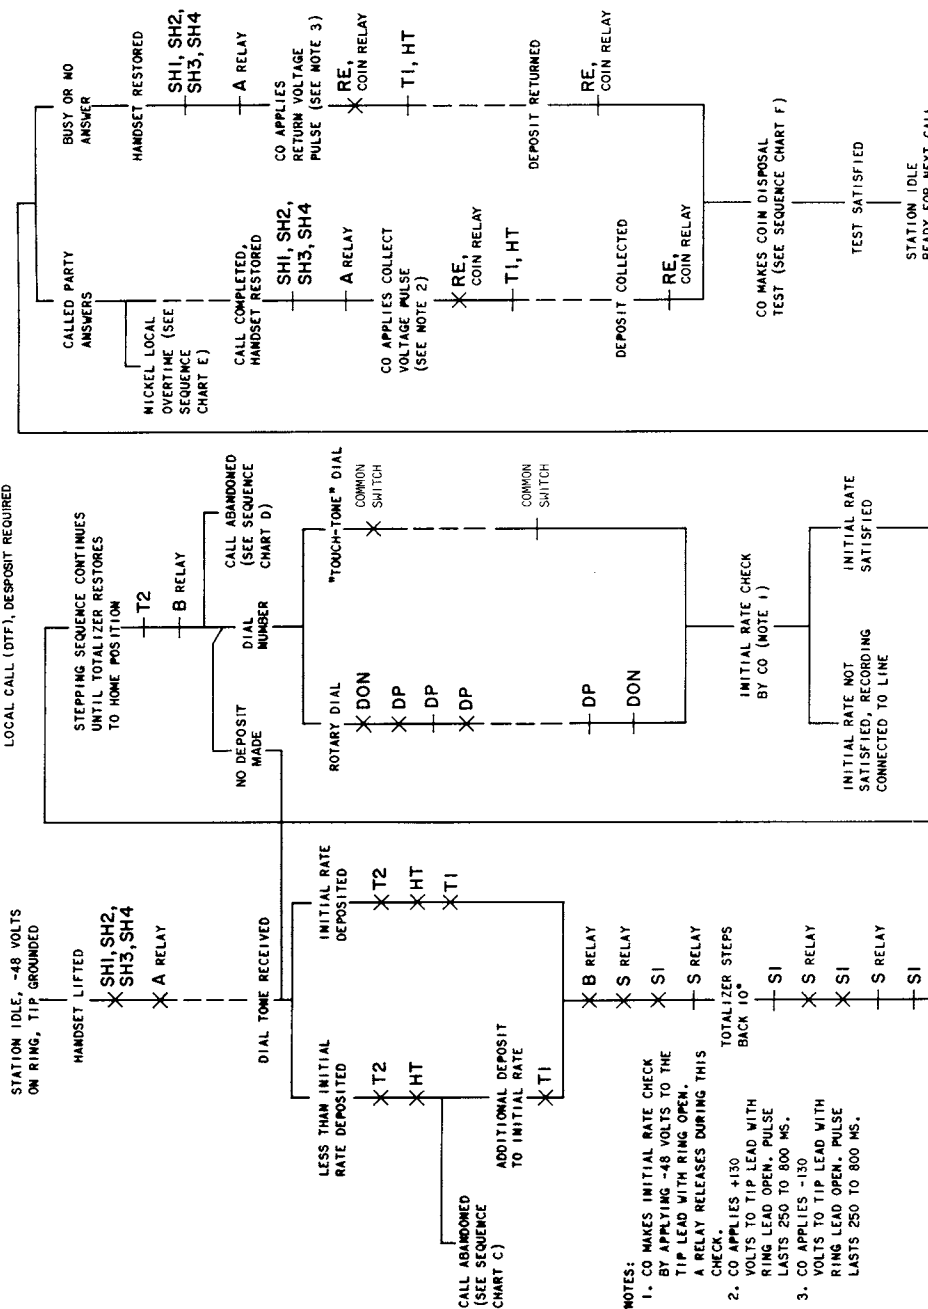 LOCAL CALL (DTF), DESPOSIT REQUIRED
STATION IDLE, -48 VOLTS
ON RING, TIP GROUNDED
HANDSET LIFTED
SH1, SH2,
SH3, SH4
A RELAY
DIAL TONE RECEIVED
LESS THAN INITIAL
RATE DEPOSITED
T2
HT
CALL ABANDONED
(SEE SEQUENCE
CHART C)
ADDITIONAL DEPOSIT
TO INITIAL RATE
T1
INITIAL RATE
DEPOSITED
T2
HT
T1
B RELAY
S RELAY
S1
S RELAY
TOTALIZER STEPS
BACK 10°
S1
S RELAY
S1
S RELAY
S1
NOTES:
1. CO MAKES INITIAL RATE CHECK
BY APPLYING -48 VOLTS TO THE
TIP LEAD WITH RING OPEN.
A RELAY RELEASES DURING THIS
CHECK.
2. CO APPLIES +130
VOLTS TO TIP LEAD WITH
RING LEAD OPEN. PULSE
LASTS 250 TO 800 MS.
3. CO APPLIES -130
VOLTS TO TIP LEAD WITH
RING LEAD OPEN. PULSE
LASTS 250 TO 800 MS.
STEPPING SEQUENCE CONTINUES
UNTIL TOTALIZER RESTORES
TO HOME POSITION
T2
B RELAY
NO DEPOSIT
MADE
DIAL
NUMBER
CALL ABANDONED
(SEE SEQUENCE
CHART D)
ROTARY DIAL
DON
DP
DP
DP
DP
DON
"TOUCH-TONE" DIAL
COMMON
SWITCH
COMMON
SWITCH
INITIAL RATE CHECK
BY CO (NOTE 1)
INITIAL RATE NOT
SATISFIED, RECORDING
CONNECTED TO LINE
INITIAL RATE
SATISFIED
CALLED PARTY
ANSWERS
NICKEL LOCAL
OVERTIME (SEE
SEQUENCE
CHART E)
CALL COMPLETED,
HANDSET RESTORED
SH1, SH2,
SH3, SH4
A RELAY
CO APPLIES COLLECT
VOLTAGE PULSE
(SEE NOTE 2)
RE,
COIN RELAY
T1, HT
DEPOSIT COLLECTED
RE,
COIN RELAY
BUSY OR NO
ANSWER
HANDSET RESTORED
SH1, SH2,
SH3, SH4
A RELAY
CO APPLIES
RETURN VOLTAGE
PULSE (SEE NOTE 3)
RE,
COIN RELAY
T1, HT
DEPOSIT RETURNED
RE,
COIN RELAY
CO MAKES COIN DISPOSAL
TEST (SEE SEQUENCE CHART F)
TEST SATISFIED
STATION IDLE
READY FOR NEXT CALL